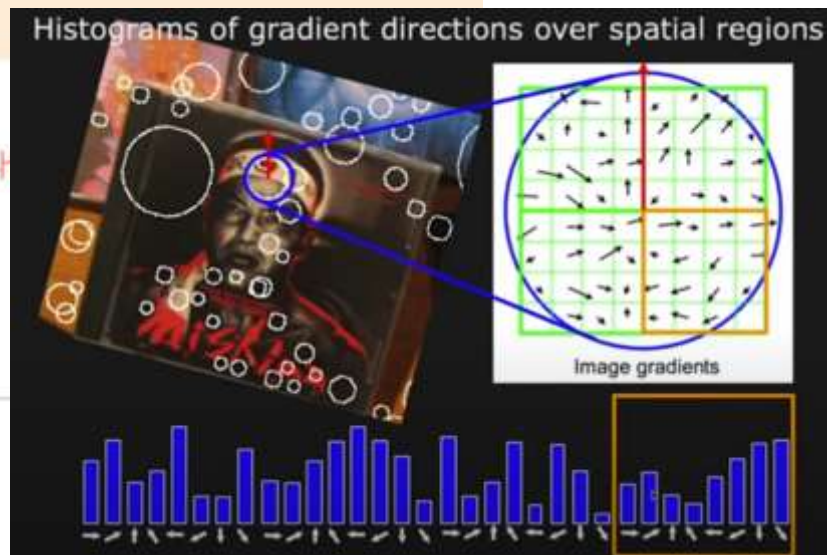 Histograms of gradient directions over spatial regions
Image gradients